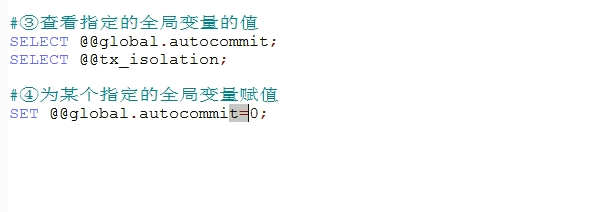 #③查看指定的全局变量的值
SELECT @@global.autocommit;
SELECT @@tx_isolation;
#④为某个指定的全局变量赋值
SET @@global.autocommit=0;